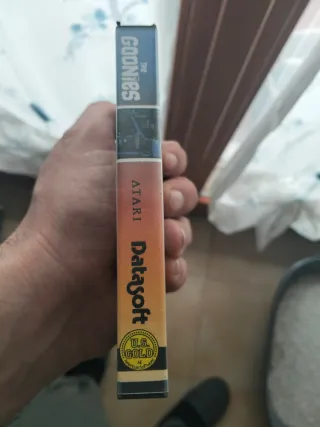 The
GOONIES
ATARI
Datasoft
U.S.
GOLD